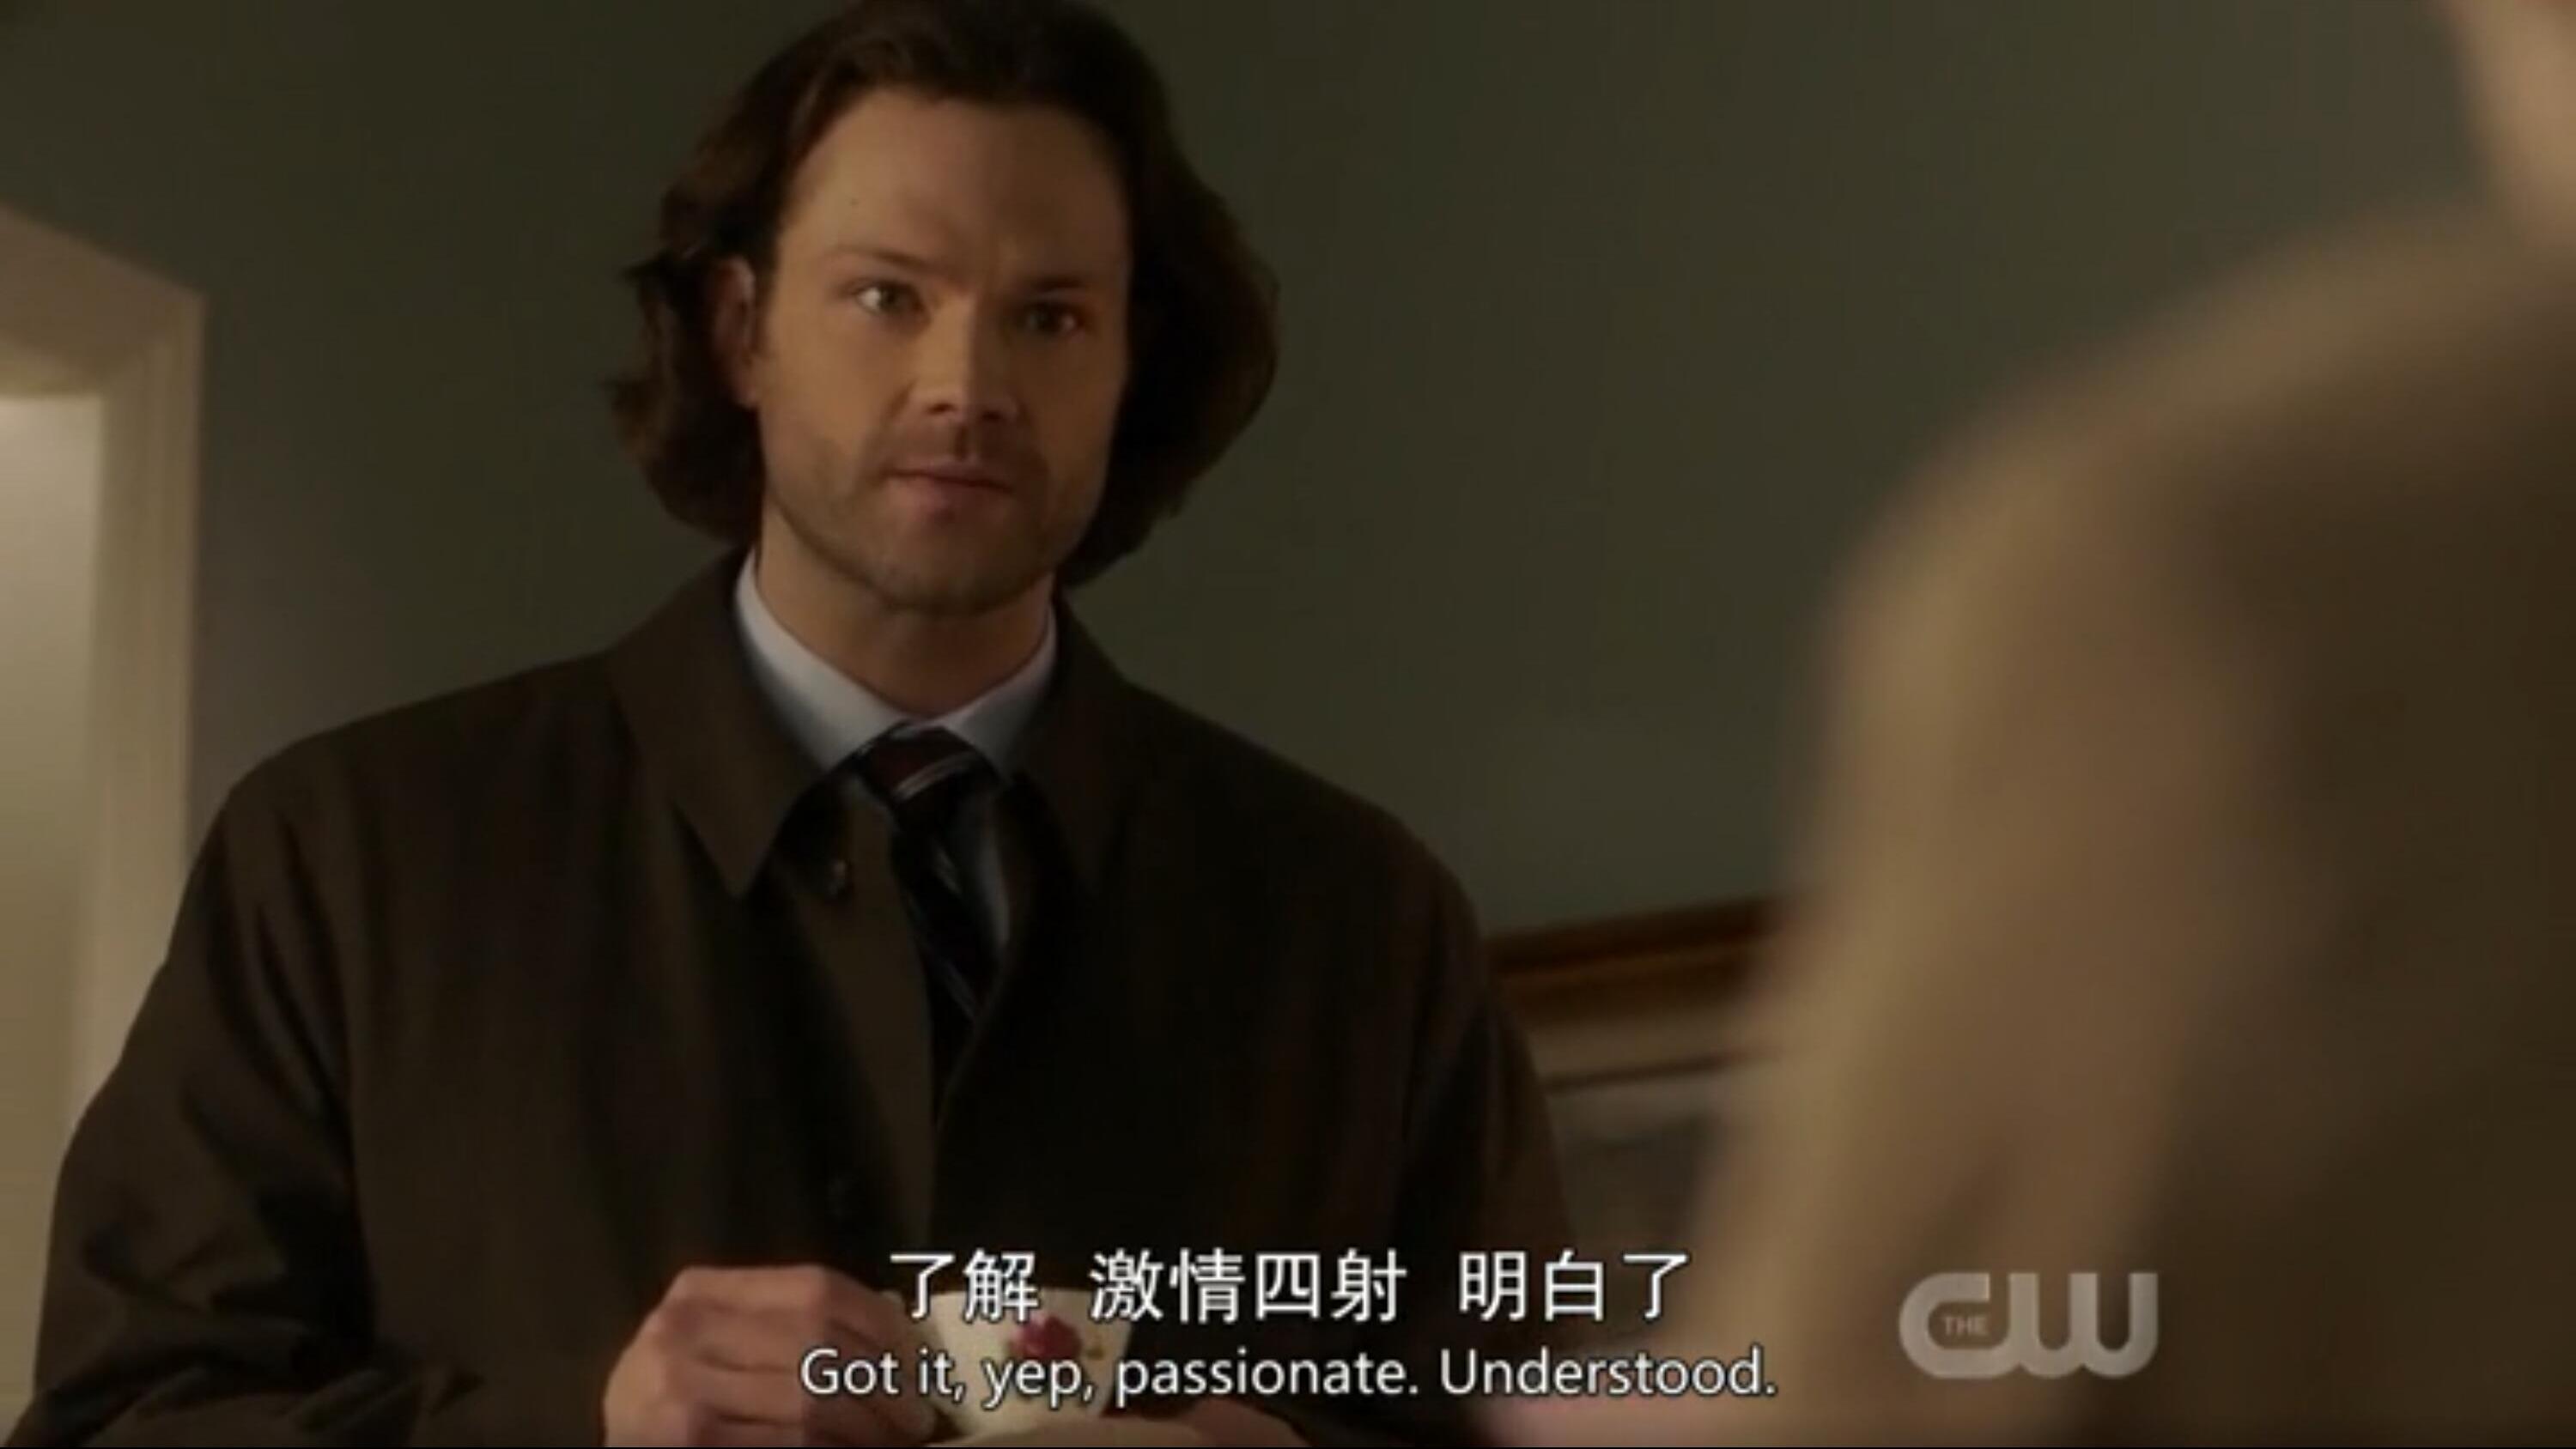 了解 激情四射 明白了
Got it, yep, passionate. Understood.
THE CW